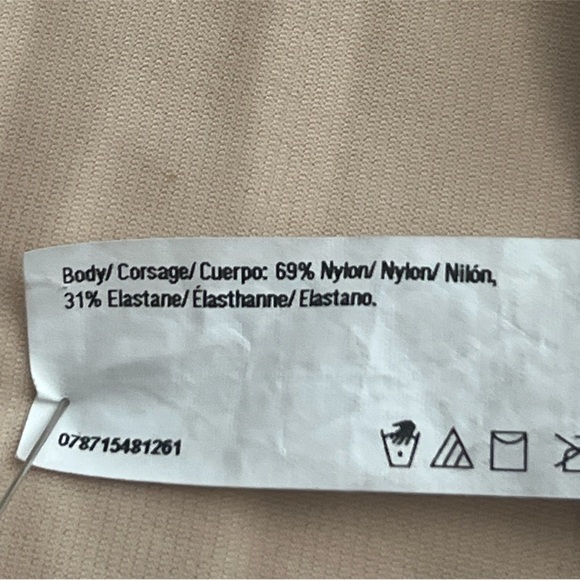 Body/ Corsage/ Cuerpo: 69% Nylon/ Nylon/ Nilón,
31% Elastane/ Élasthanne/ Elastano.
078715481261